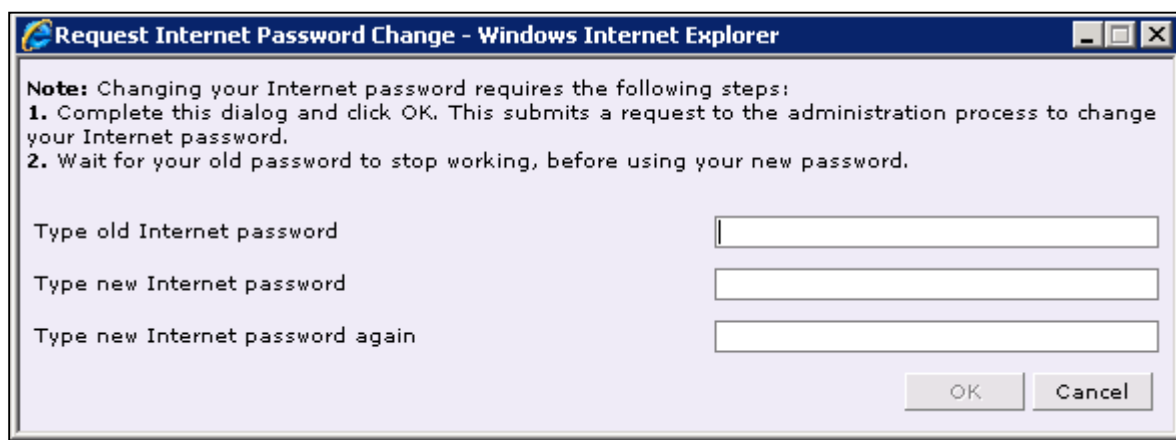 Request Internet Password Change - Windows Internet Explorer
Note: Changing your Internet password requires the following steps:
1. Complete this dialog and click OK. This submits a request to the administration process to change
your Internet password.
2. Wait for your old password to stop working, before using your new password.
Type old Internet password
Type new Internet password
Type new Internet password again
OK Cancel